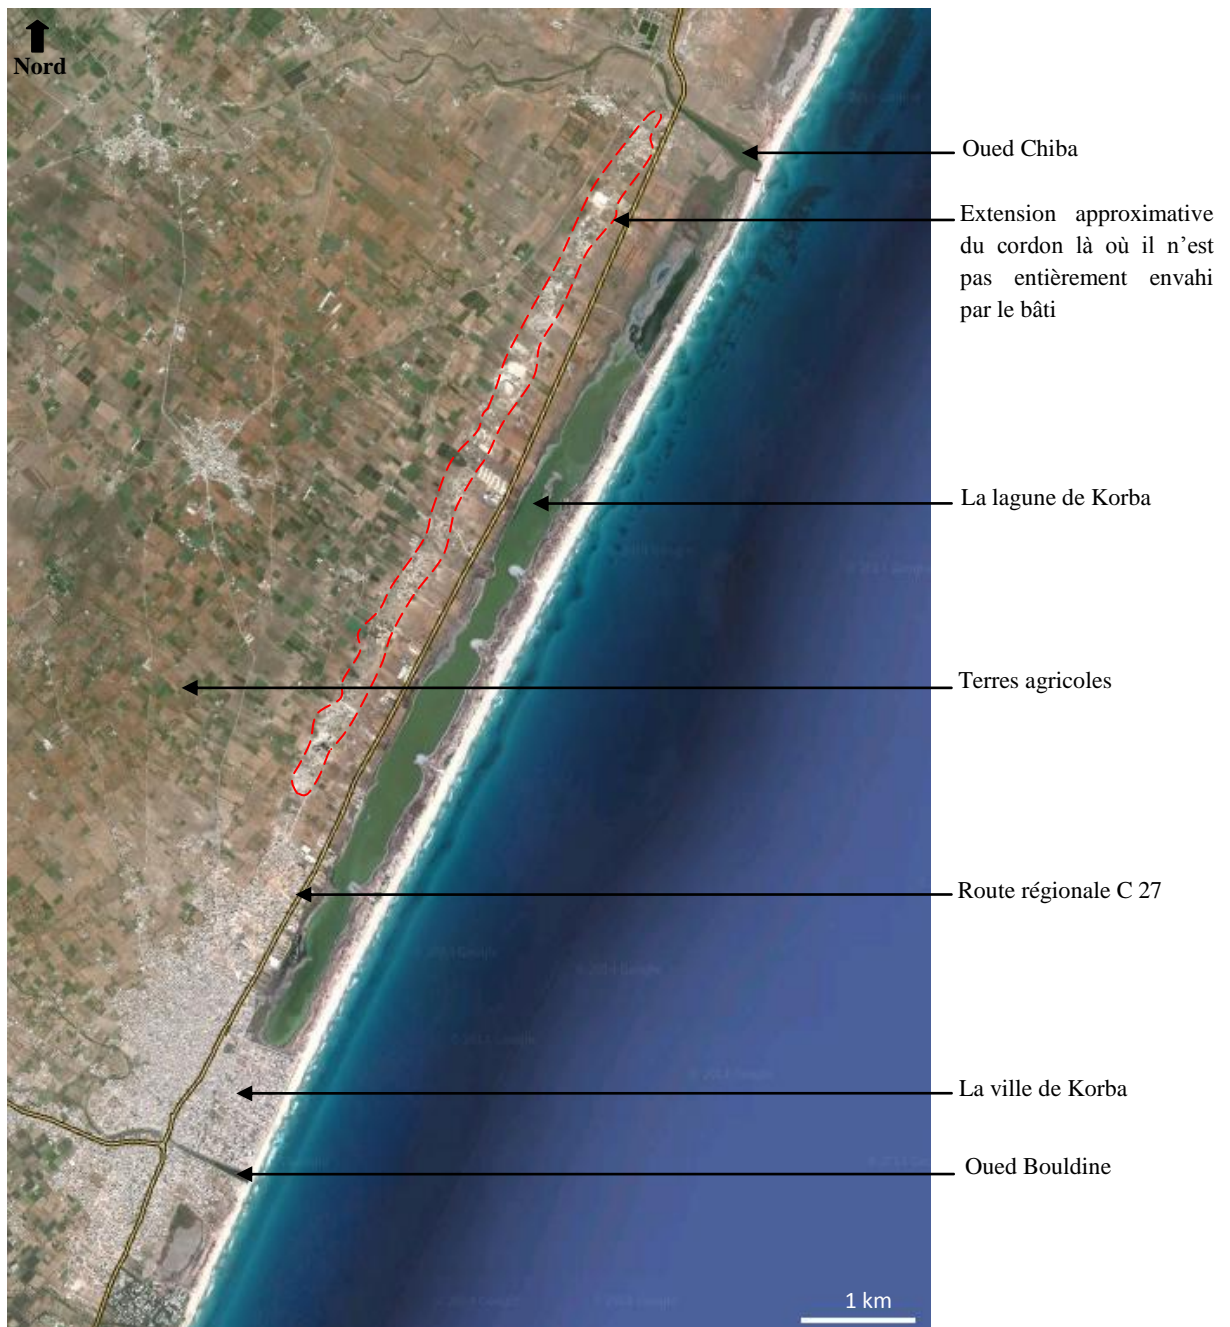 Nord
Oued Chiba
Extension approximative
du cordon là où il n'est
pas entièrement envahi
par le bâti
La lagune de Korba
Terres agricoles
Route régionale C 27
La ville de Korba
Oued Bouldine
1 km